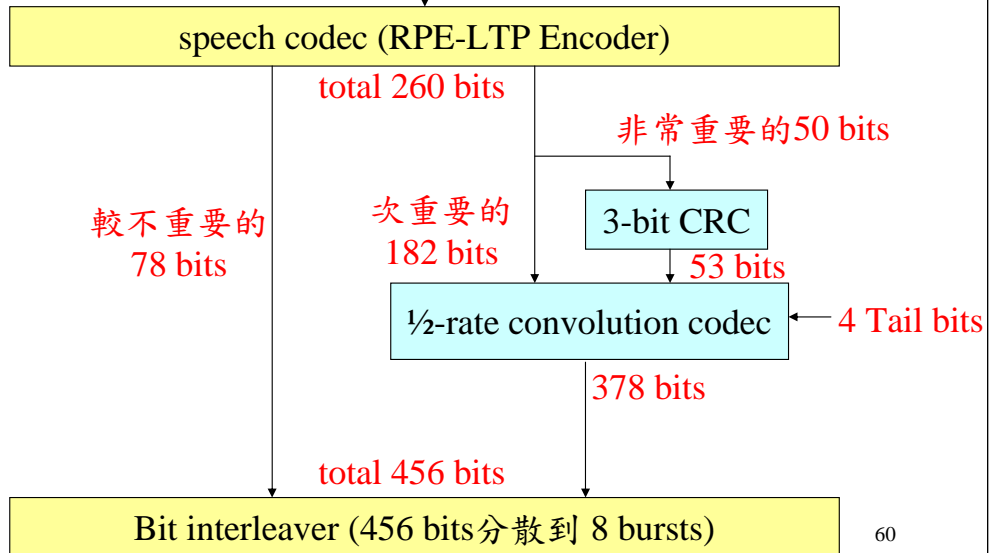 speech codec (RPE-LTP Encoder)
total 260 bits
非常重要的50 bits
較不重要的
78 bits
次重要的
182 bits
3-bit CRC
53 bits
½-rate convolution codec
4 Tail bits
378 bits
total 456 bits
Bit interleaver (456 bits分散到 8 bursts)
60